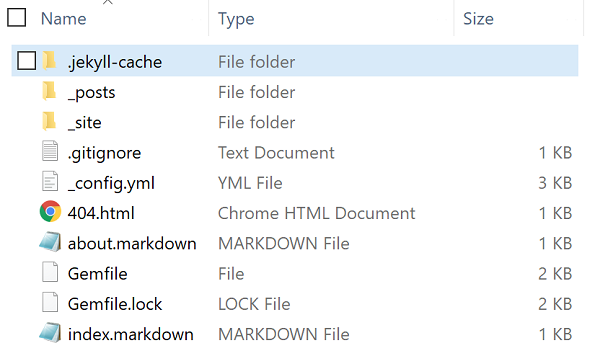 Name Type Size
.jekyll-cache File folder
_posts File folder
_site File folder
.gitignore Text Document 1 KB
_config.yml YML File 3 KB
404.html Chrome HTML Document 1 KB
about.markdown MARKDOWN File 1 KB
Gemfile File 2 KB
Gemfile.lock LOCK File 2 KB
index.markdown MARKDOWN File 1 KB